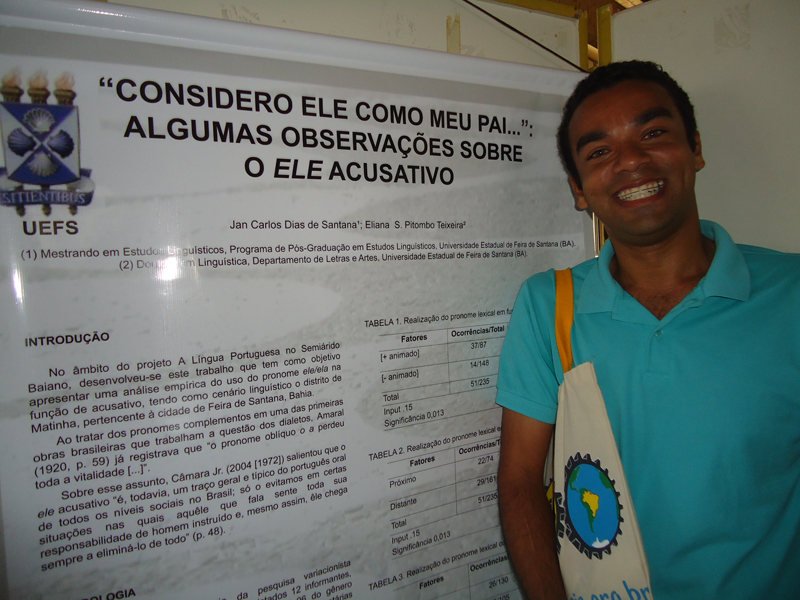 "CONSIDERO ELE COMO MEU PAI...":
ALGUMAS OBSERVAÇÕES SOBRE
O ELE ACUSATIVO
SITIENTIBUS
UEFS
Jan Carlos Dias de Santana¹; Eliana S. Pitombo Teixeira²
(1) Mestrando em Estudos Linguísticos, Programa de Pós-Graduação em Estudos Linguísticos, Universidade Estadual de Feira de Santana (BA).
(2) em Linguística, Departamento de Letras e Artes, Universidade Estadual de Feira de Santana (BA).
INTRODUÇÃO
No âmbito do projeto A Língua Portuguesa no Semiárido
Baiano, desenvolveu-se este trabalho que tem como objetivo
apresentar uma análise empírica do uso do pronome ele/ela na
função de acusativo, tendo como cenário linguístico o distrito de
Matinha, pertencente à cidade de Feira de Santana, Bahia.
Ao tratar dos pronomes complementos em uma das primeiras
obras brasileiras que trabalham a questão dos dialetos, Amaral
(1920, p. 59) já registrava que "o pronome oblíquo o a perdeu
toda a vitalidade [...]".
Sobre esse assunto, Câmara Jr. (2004 [1972]) salientou que o
ele acusativo "é, todavia, um traço geral e típico do português oral
de todos os níveis sociais no Brasil; só o evitamos em certas
situações nas quais aquêle que fala sente toda sua
responsabilidade de homem instruído e, mesmo assim, êle chega
sempre a eliminá-lo de todo" (p. 48).
da pesquisa variacionista
12 informantes,
do gênero
TABELA 1. Realização do pronome lexical em
Fatores Ocorrências/Total
[+ animado] 37/87
[- animado] 14/148
Total 51/235
Input .15
Significância 0,013
TABELA 2. Realização do pronome lexical
Fatores
Próximo 22/74
Distante 29/161
Total 51/235
Input .15
Significância 0,013
TABELA 3. Realização do pronome lexical
Fatores
26/130